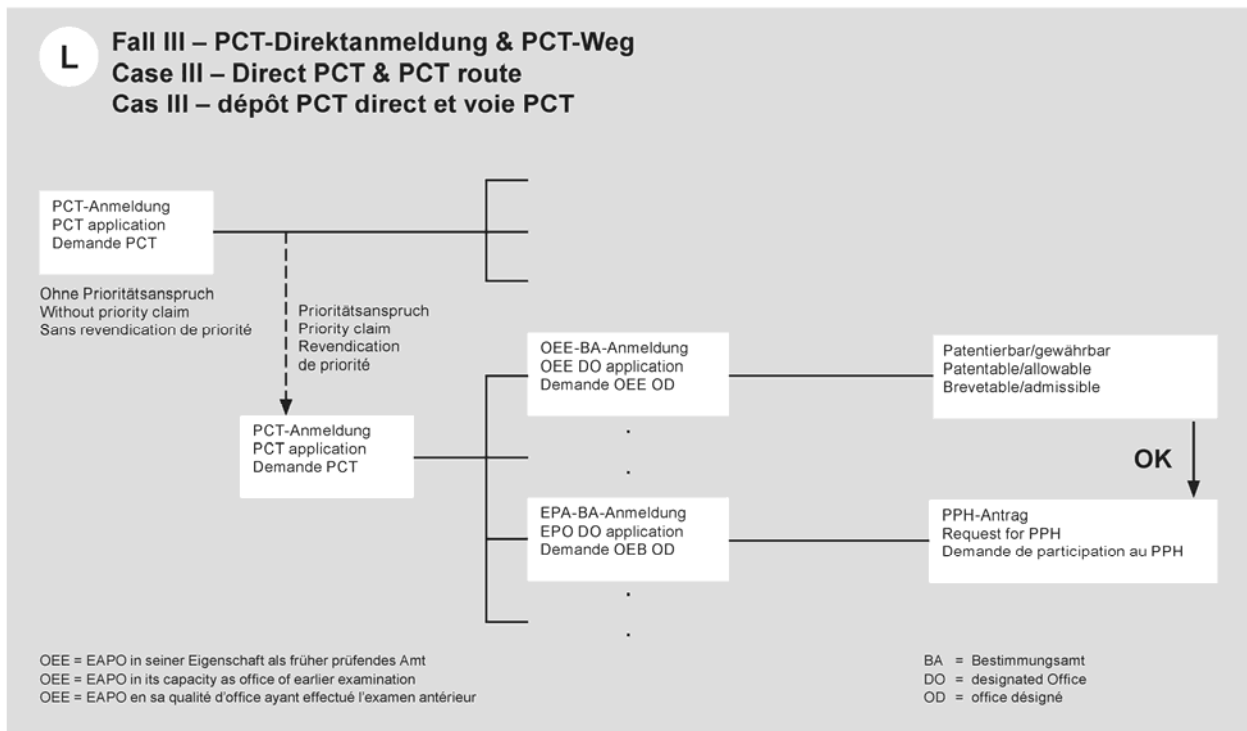 L
Fall III – PCT-Direktanmeldung & PCT-Weg
Case III – Direct PCT & PCT route
Cas III – dépôt PCT direct et voie PCT
PCT-Anmeldung
PCT application
Demande PCT
Ohne Prioritätsanspruch
Without priority claim
Sans revendication de priorité
Prioritätsanspruch
Priority claim
Revendication
de priorité
OEE-BA-Anmeldung
OEE DO application
Demande OEE OD
Patentierbar/gewährbar
Patentable/allowable
Brevetable/admissible
PCT-Anmeldung
PCT application
Demande PCT
OK
EPA-BA-Anmeldung
EPO DO application
Demande OEB OD
PPH-Antrag
Request for PPH
Demande de participation au PPH
OEE = EAPO in seiner Eigenschaft als früher prüfendes Amt
OEE = EAPO in its capacity as office of earlier examination
OEE = EAPO en sa qualité d'office ayant effectué l'examen antérieur
BA = Bestimmungsamt
DO = designated Office
OD = office désigné